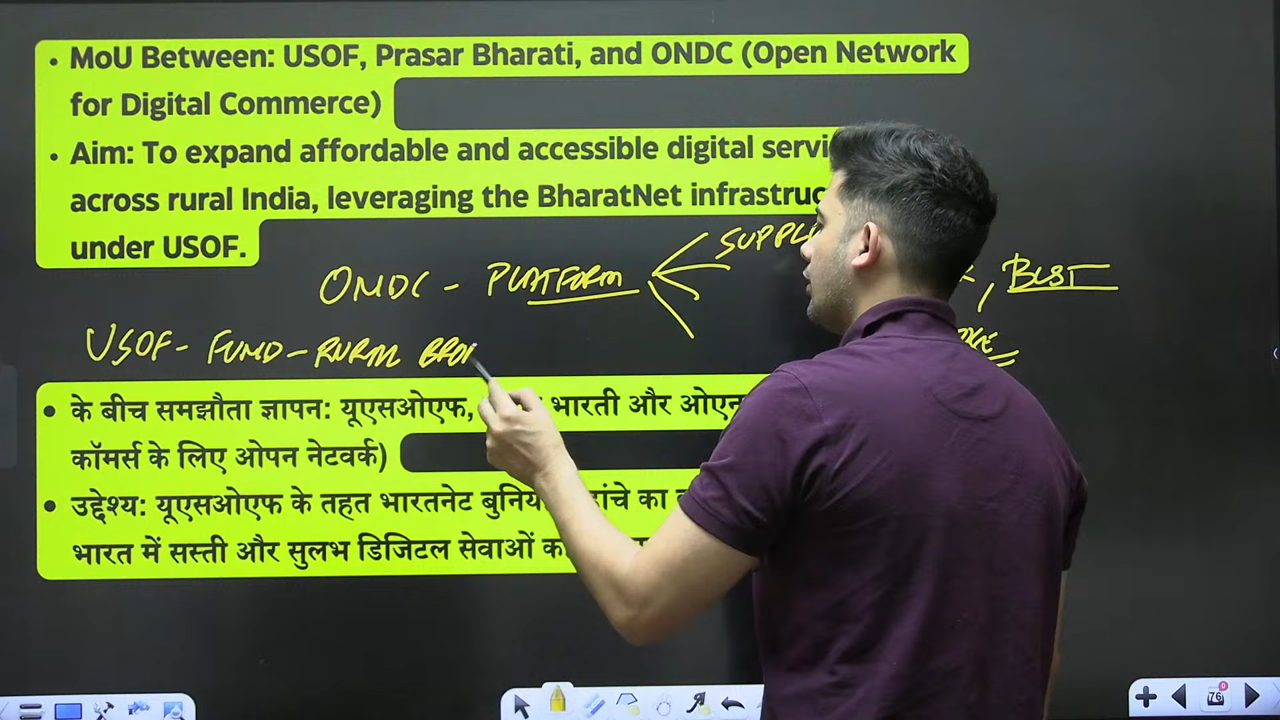 • MoU Between: USOF, Prasar Bharati, and ONDC (Open Network
for Digital Commerce)
• Aim: To expand affordable and accessible digital servi
across rural India, leveraging the BharatNet infrastruc
under USOF.
SUPPL
ONDC - PLATFORM , BEST
USOF - FUND - RURAL BRO
• के बीच समझौता ज्ञापन: यूएसओएफ, भारती और ओएन
कॉमर्स के लिए ओपन नेटवर्क)
• उद्देश्य: यूएसओएफ के तहत भारतनेट बुनिय ढांचे का
भारत में सस्ती और सुलभ डिजिटल सेवाओं का
76